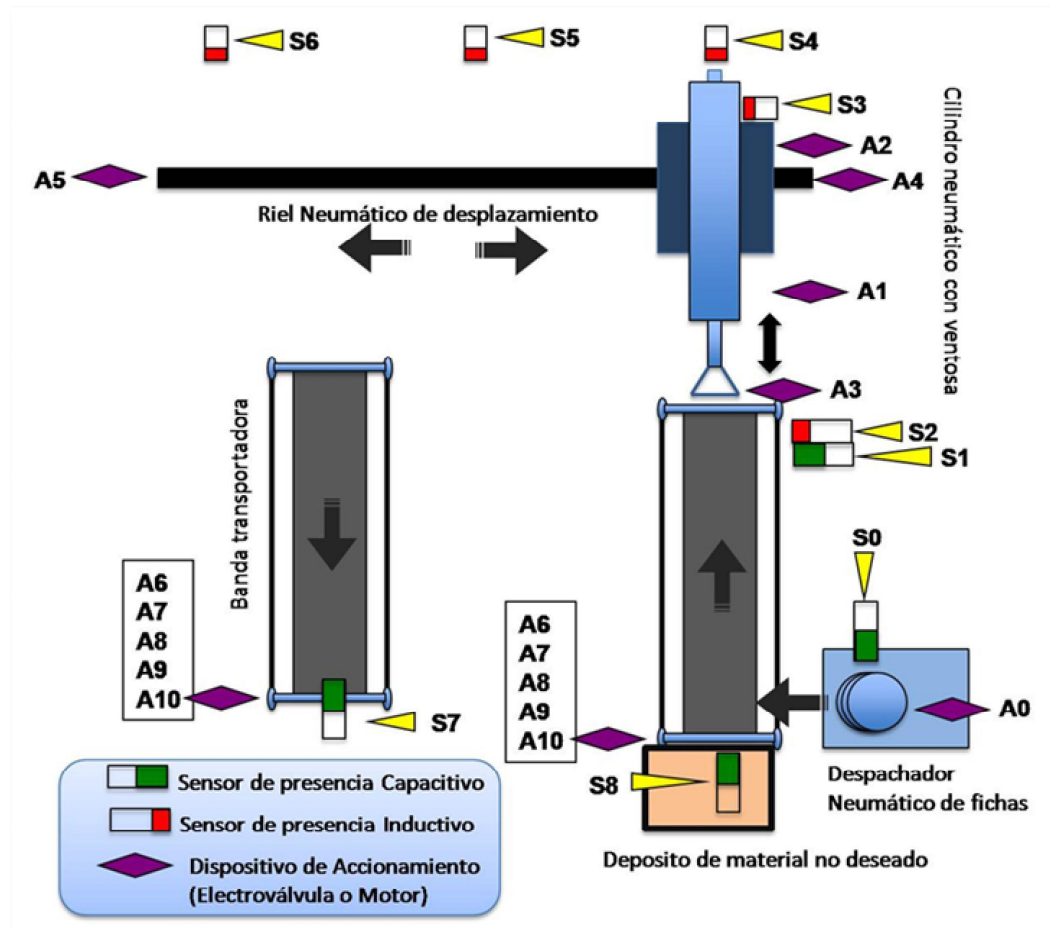 S6
S5
S4
S3
A2
A5
A4
Riel Neumático de desplazamiento
A1
Cilindro neumático con ventosa
A3
S2
S1
Banda transportadora
S0
A6
A7
A8
A9
A10
S7
A6
A7
A8
A9
A10
A0
S8
Despachador
Neumático de fichas
Deposito de material no deseado
Sensor de presencia Capacitivo
Sensor de presencia Inductivo
Dispositivo de Accionamiento
(Electroválvula o Motor)